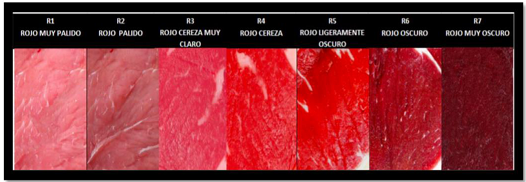 R1
ROJO MUY PALIDO
R2
ROJO PALIDO
R3
ROJO CEREZA MUY
CLARO
R4
ROJO CEREZA
R5
ROJO LIGERAMENTE
OSCURO
R6
ROJO OSCURO
R7
ROJO MUY OSCURO